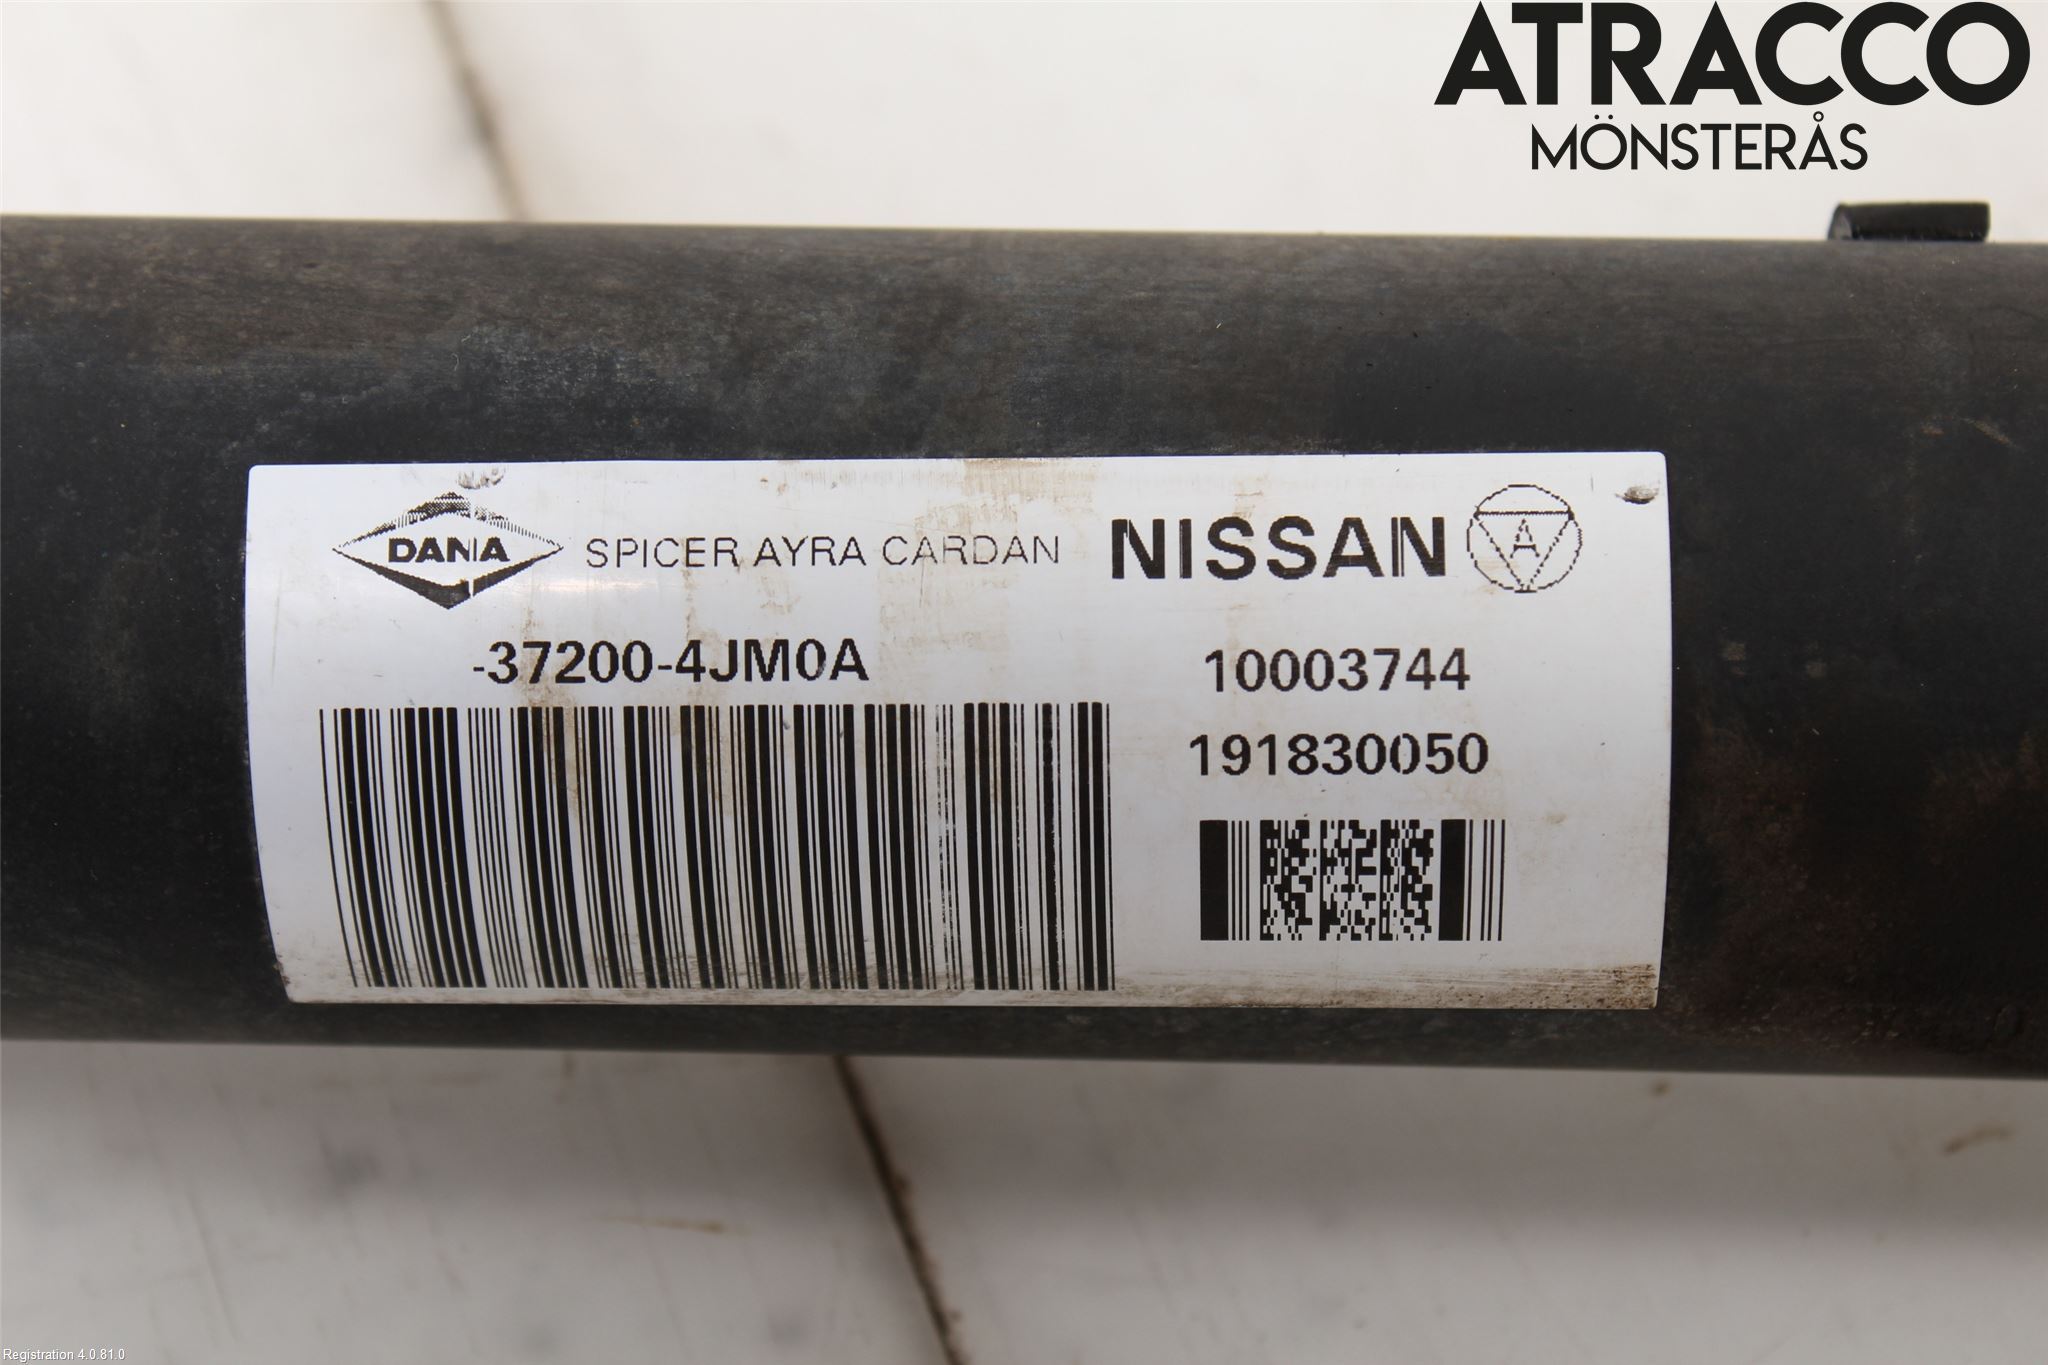 ATRACCO
MÖNSTERÅS
DANA SPICER AYRA CARDAN NISSAN A
-37200-4JM0A 10003744
191830050
Registration 4.0.81.0